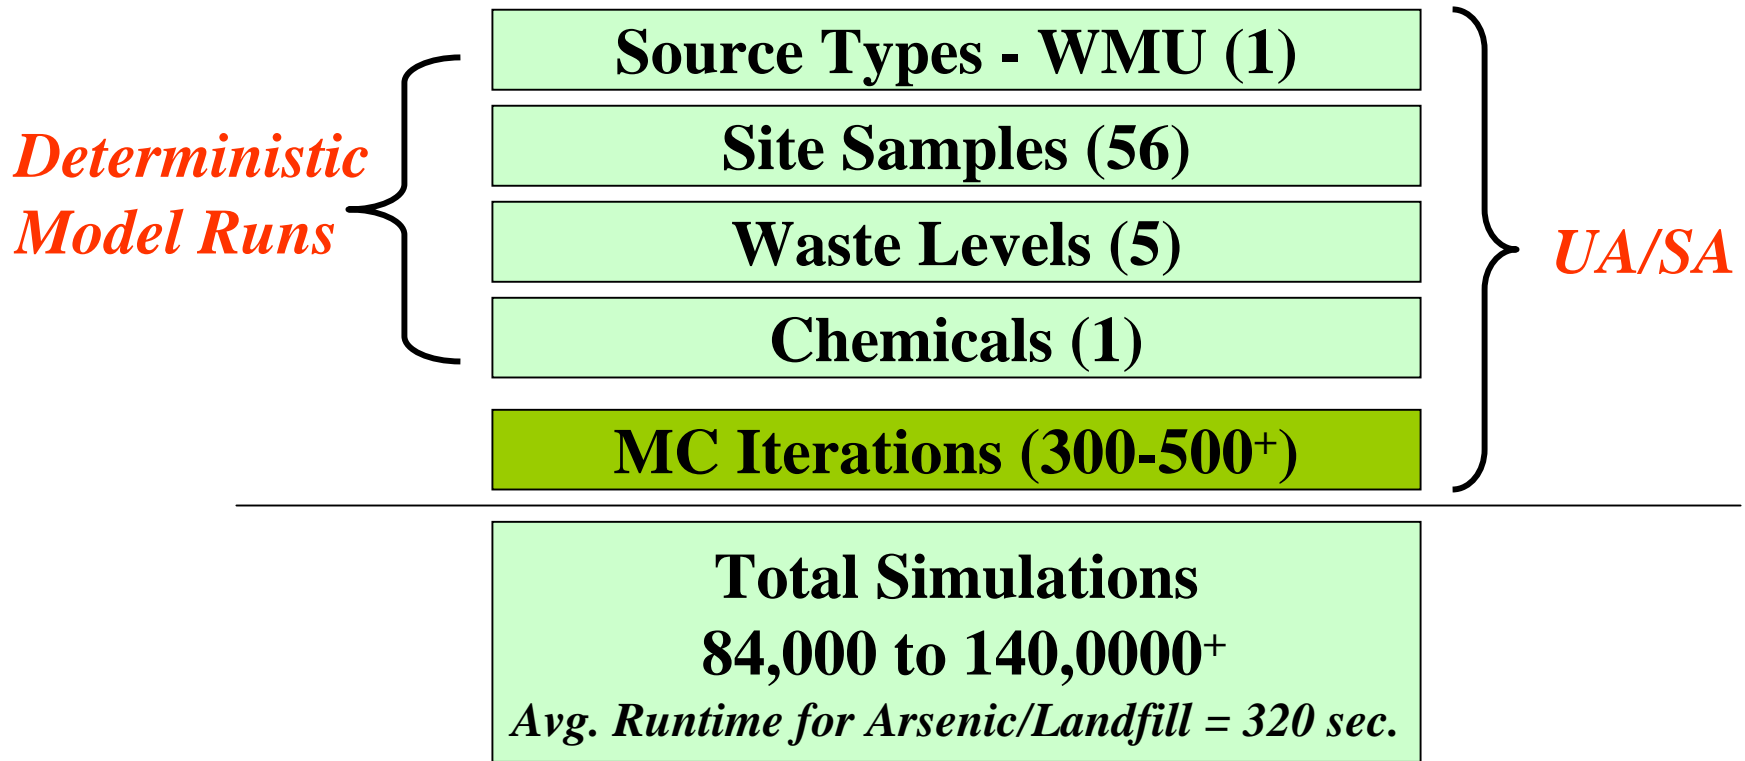 Source Types - WMU (1)
Deterministic
Model Runs
Site Samples (56)
Waste Levels (5)
UA/SA
Chemicals (1)
MC Iterations (300-500⁺)
Total Simulations
84,000 to 140,0000⁺
Avg. Runtime for Arsenic/Landfill = 320 sec.